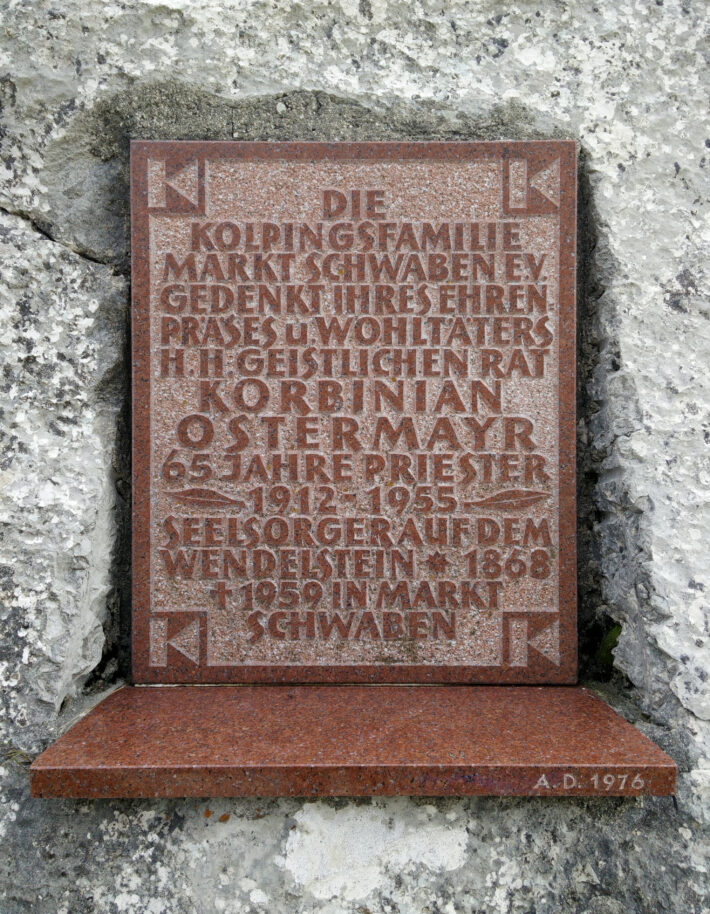 DIE
KOLPINGSFAMILIE
MARKT SCHWABEN E.V.
GEDENKT IHRES EHREN-
PRÄSES u. WOHLTÄTERS
H. H. GEISTLICHEN RAT
KORBINIAN
OSTERMAYR
65 JAHRE PRIESTER
1912 - 1955
SEELSORGER AUF DEM
WENDELSTEIN * 1868
† 1959 IN MARKT
SCHWABEN
A. D. 1976